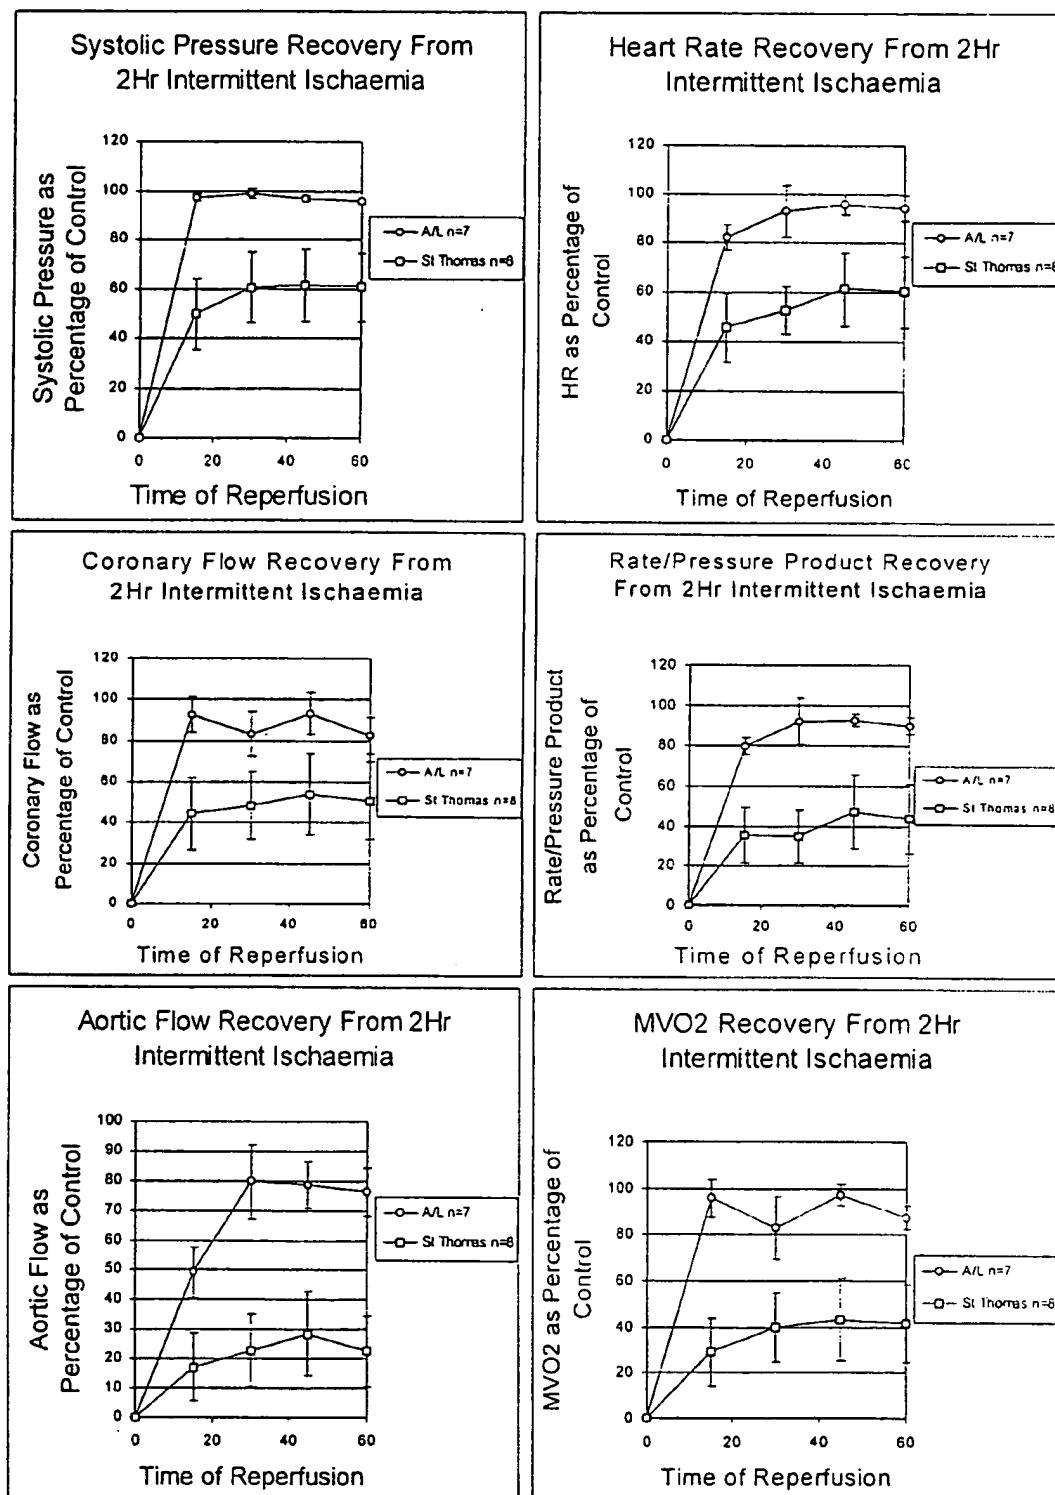 Systolic Pressure Recovery From
2Hr Intermittent Ischaemia
Systolic Pressure as
Percentage of Control
120
100
80
60
40
20
0
0 20 40 60
Time of Reperfusion
A/L n=7
St Thomas n=8
Heart Rate Recovery From 2Hr
Intermittent Ischaemia
HR as Percentage of
Control
120
100
80
60
40
20
0
0 20 40 60
Time of Reperfusion
A/L n=7
St Thomas n=8
Coronary Flow Recovery From
2Hr Intermittent Ischaemia
Coronary Flow as
Percentage of Control
120
100
80
60
40
20
0
0 20 40 60
Time of Reperfusion
A/L n=7
St Thomas n=8
Rate/Pressure Product Recovery
From 2Hr Intermittent Ischaemia
Rate/Pressure Product
as Percentage of
Control
120
100
80
60
40
20
0
0 20 40 60
Time of Reperfusion
A/L n=7
St Thomas n=8
Aortic Flow Recovery From 2Hr
Intermittent Ischaemia
Aortic Flow as
Percentage of Control
100
90
80
70
60
50
40
30
20
10
0
0 20 40 60
Time of Reperfusion
A/L n=7
St Thomas n=8
MVO2 Recovery From 2Hr
Intermittent Ischaemia
MVO2 as Percentage of
Control
120
100
80
60
40
20
0
0 20 40 60
Time of Reperfusion
A/L n=7
St Thomas n=8